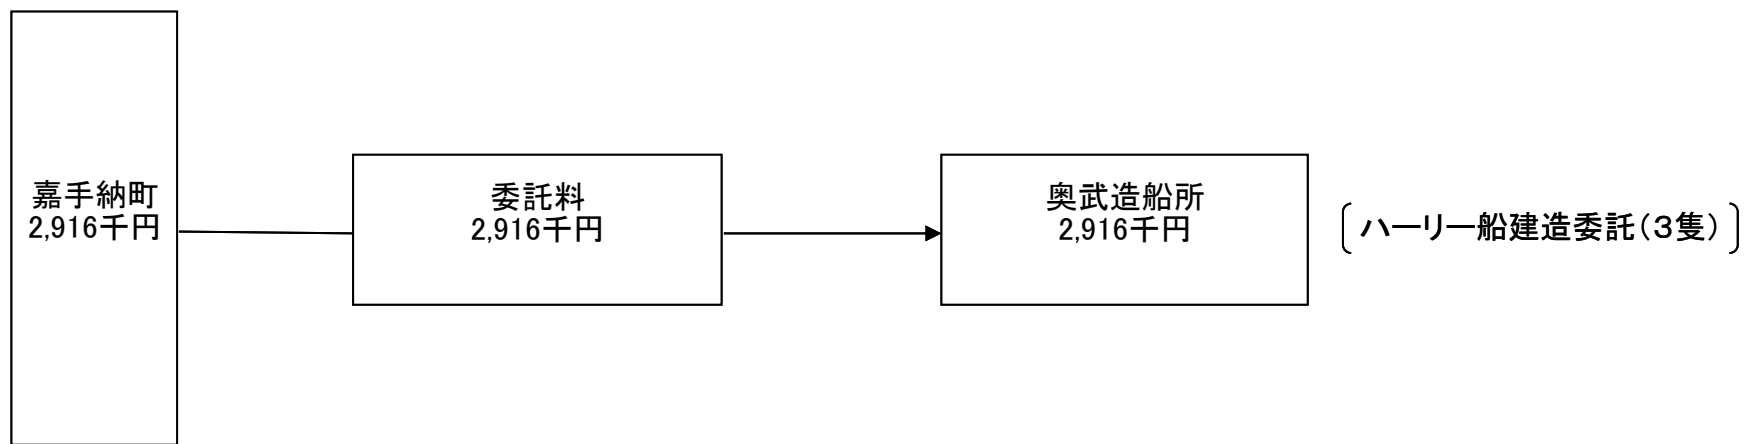 嘉手納町
2,916千円
委託料
2,916千円
奥武造船所
2,916千円
ハーリー船建造委託（３隻）